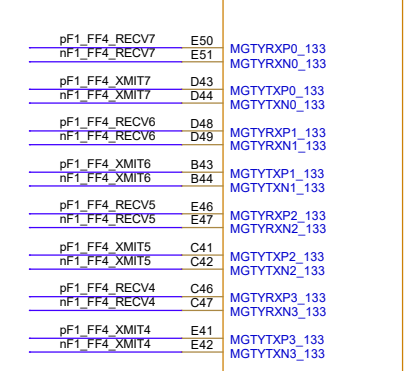 pF1_FF4_RECV7 E50 MGTYRXP0_133
nF1_FF4_RECV7 E51 MGTYRXN0_133
pF1_FF4_XMIT7 D43 MGTYTXP0_133
nF1_FF4_XMIT7 D44 MGTYTXN0_133
pF1_FF4_RECV6 D48 MGTYRXP1_133
nF1_FF4_RECV6 D49 MGTYRXN1_133
pF1_FF4_XMIT6 B43 MGTYTXP1_133
nF1_FF4_XMIT6 B44 MGTYTXN1_133
pF1_FF4_RECV5 E46 MGTYRXP2_133
nF1_FF4_RECV5 E47 MGTYRXN2_133
pF1_FF4_XMIT5 C41 MGTYTXP2_133
nF1_FF4_XMIT5 C42 MGTYTXN2_133
pF1_FF4_RECV4 C46 MGTYRXP3_133
nF1_FF4_RECV4 C47 MGTYRXN3_133
pF1_FF4_XMIT4 E41 MGTYTXP3_133
nF1_FF4_XMIT4 E42 MGTYTXN3_133